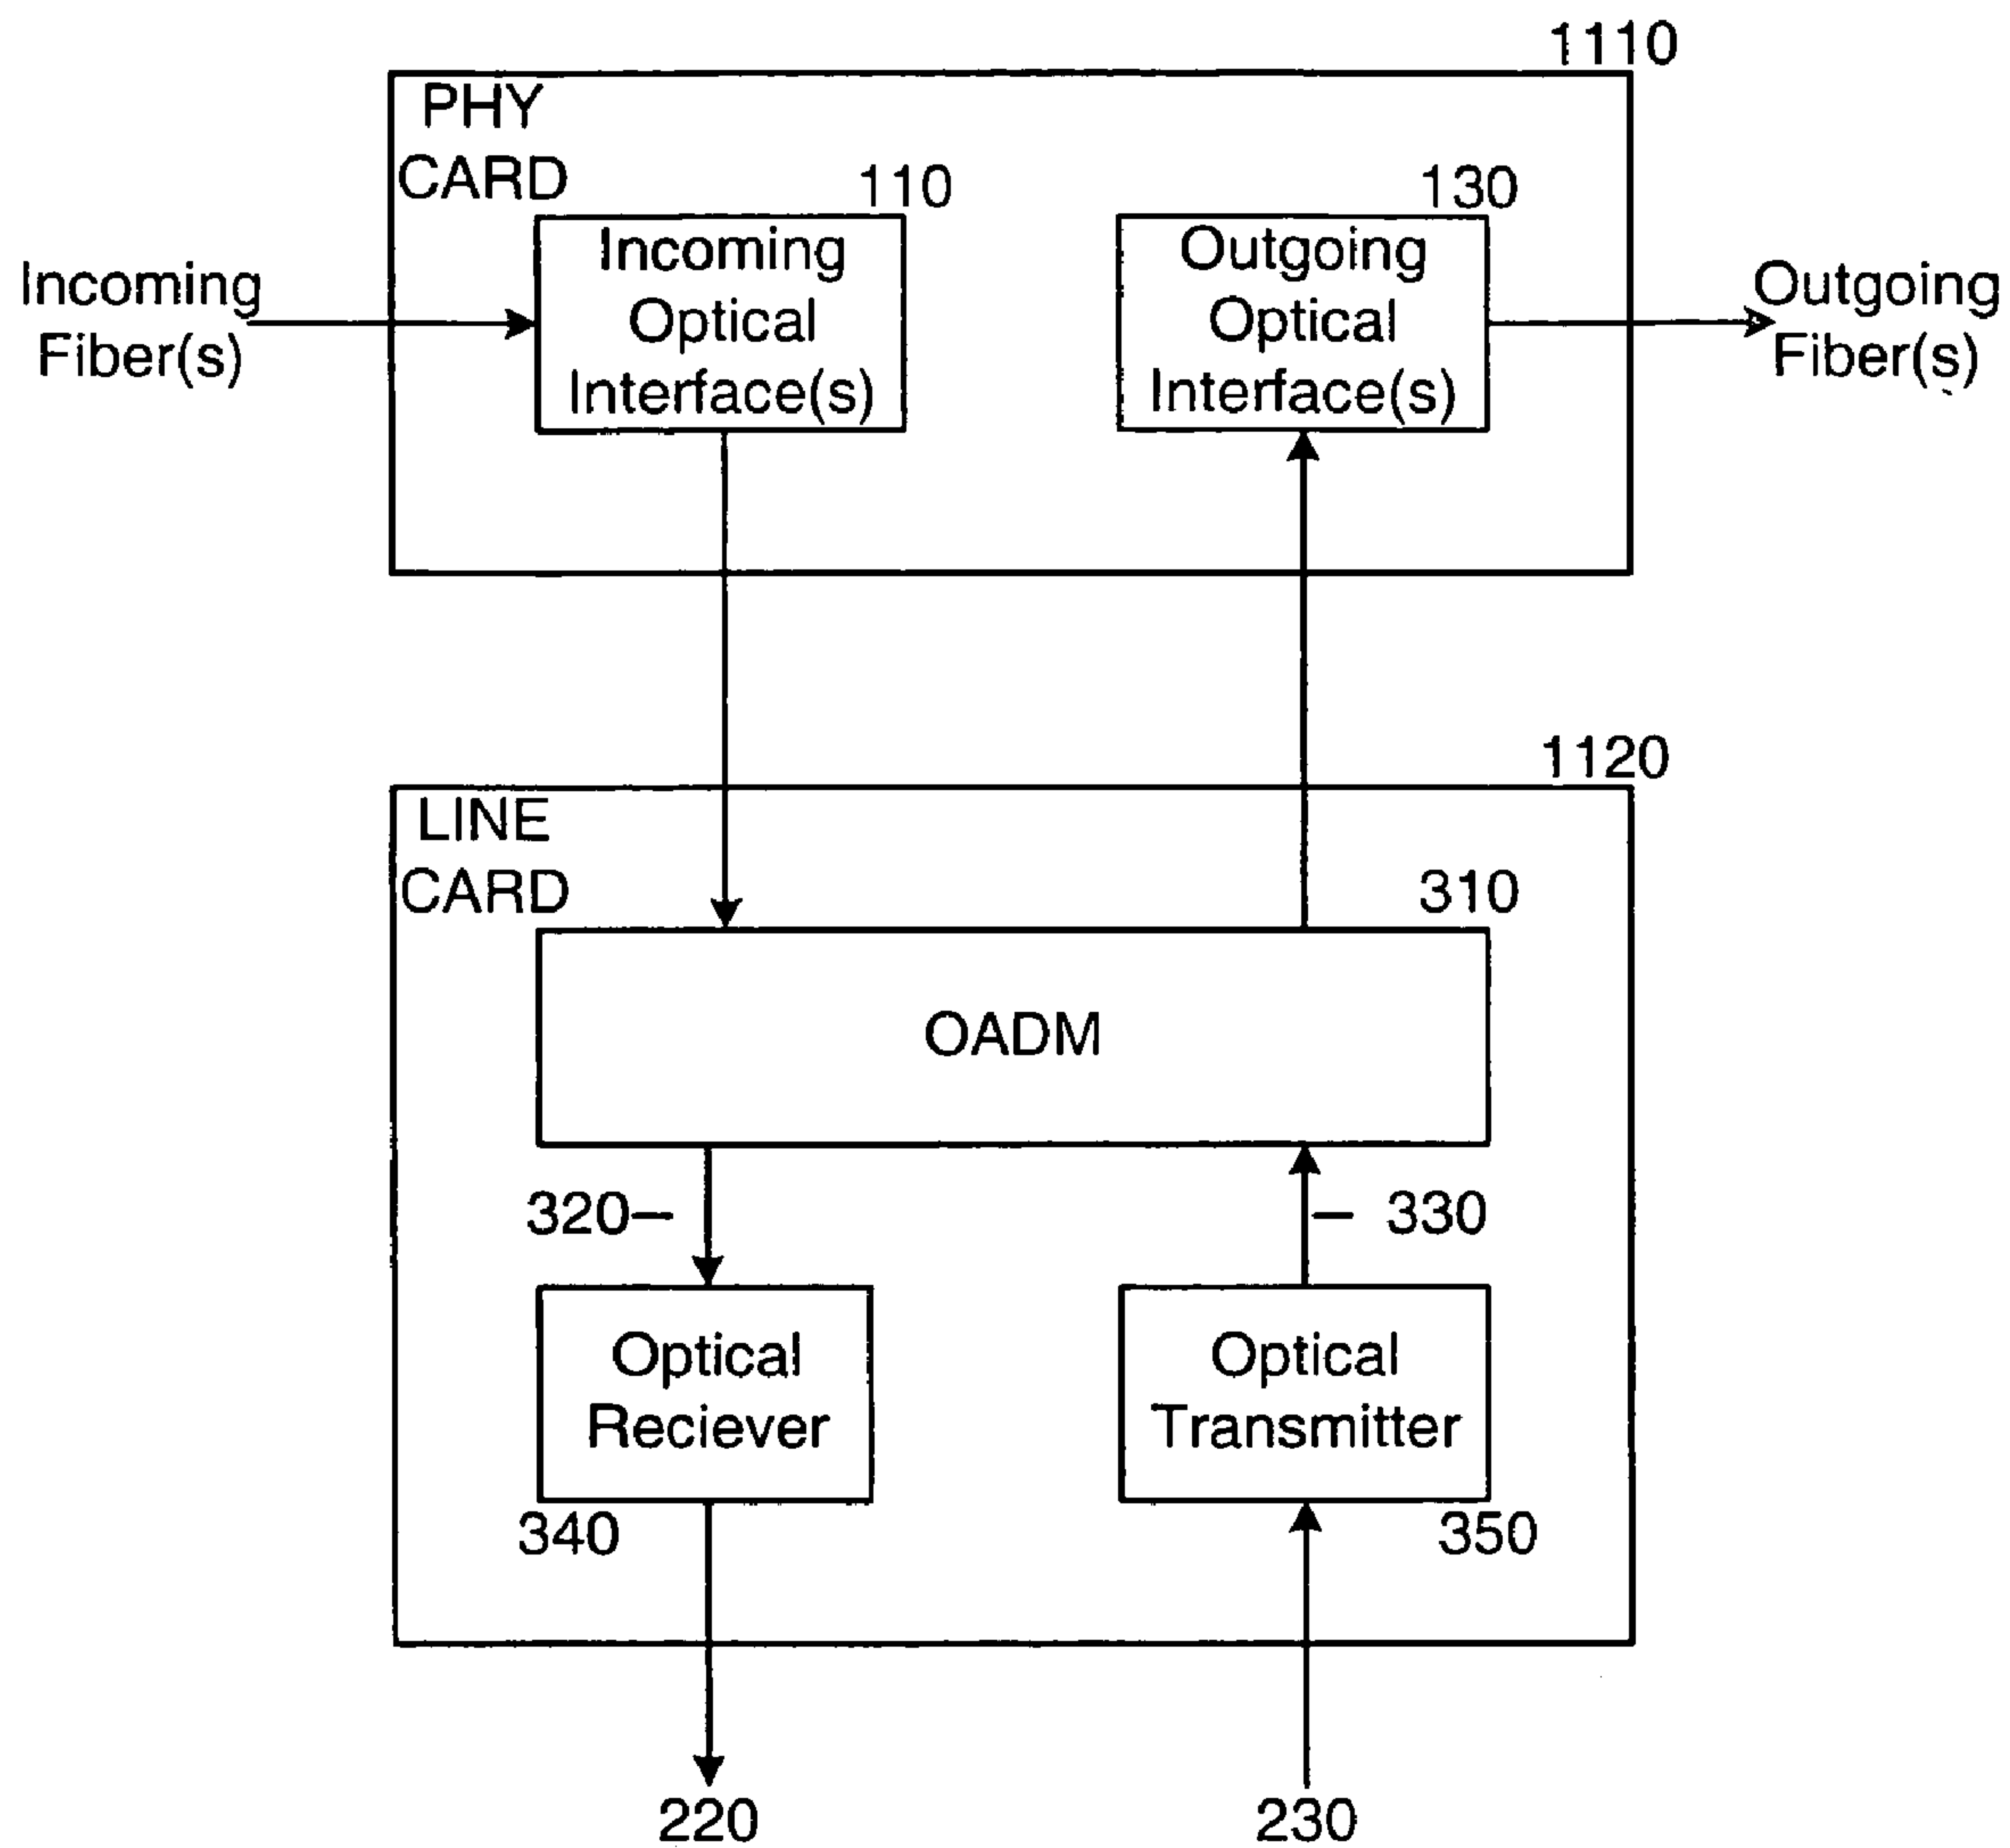 1110
PHY
CARD
110
130
Incoming
Optical
Interface(s)
Outgoing
Optical
Interface(s)
Incoming
Fiber(s)
Outgoing
Fiber(s)
1120
LINE
CARD
310
OADM
320
330
Optical
Reciever
Optical
Transmitter
340
350
220
230